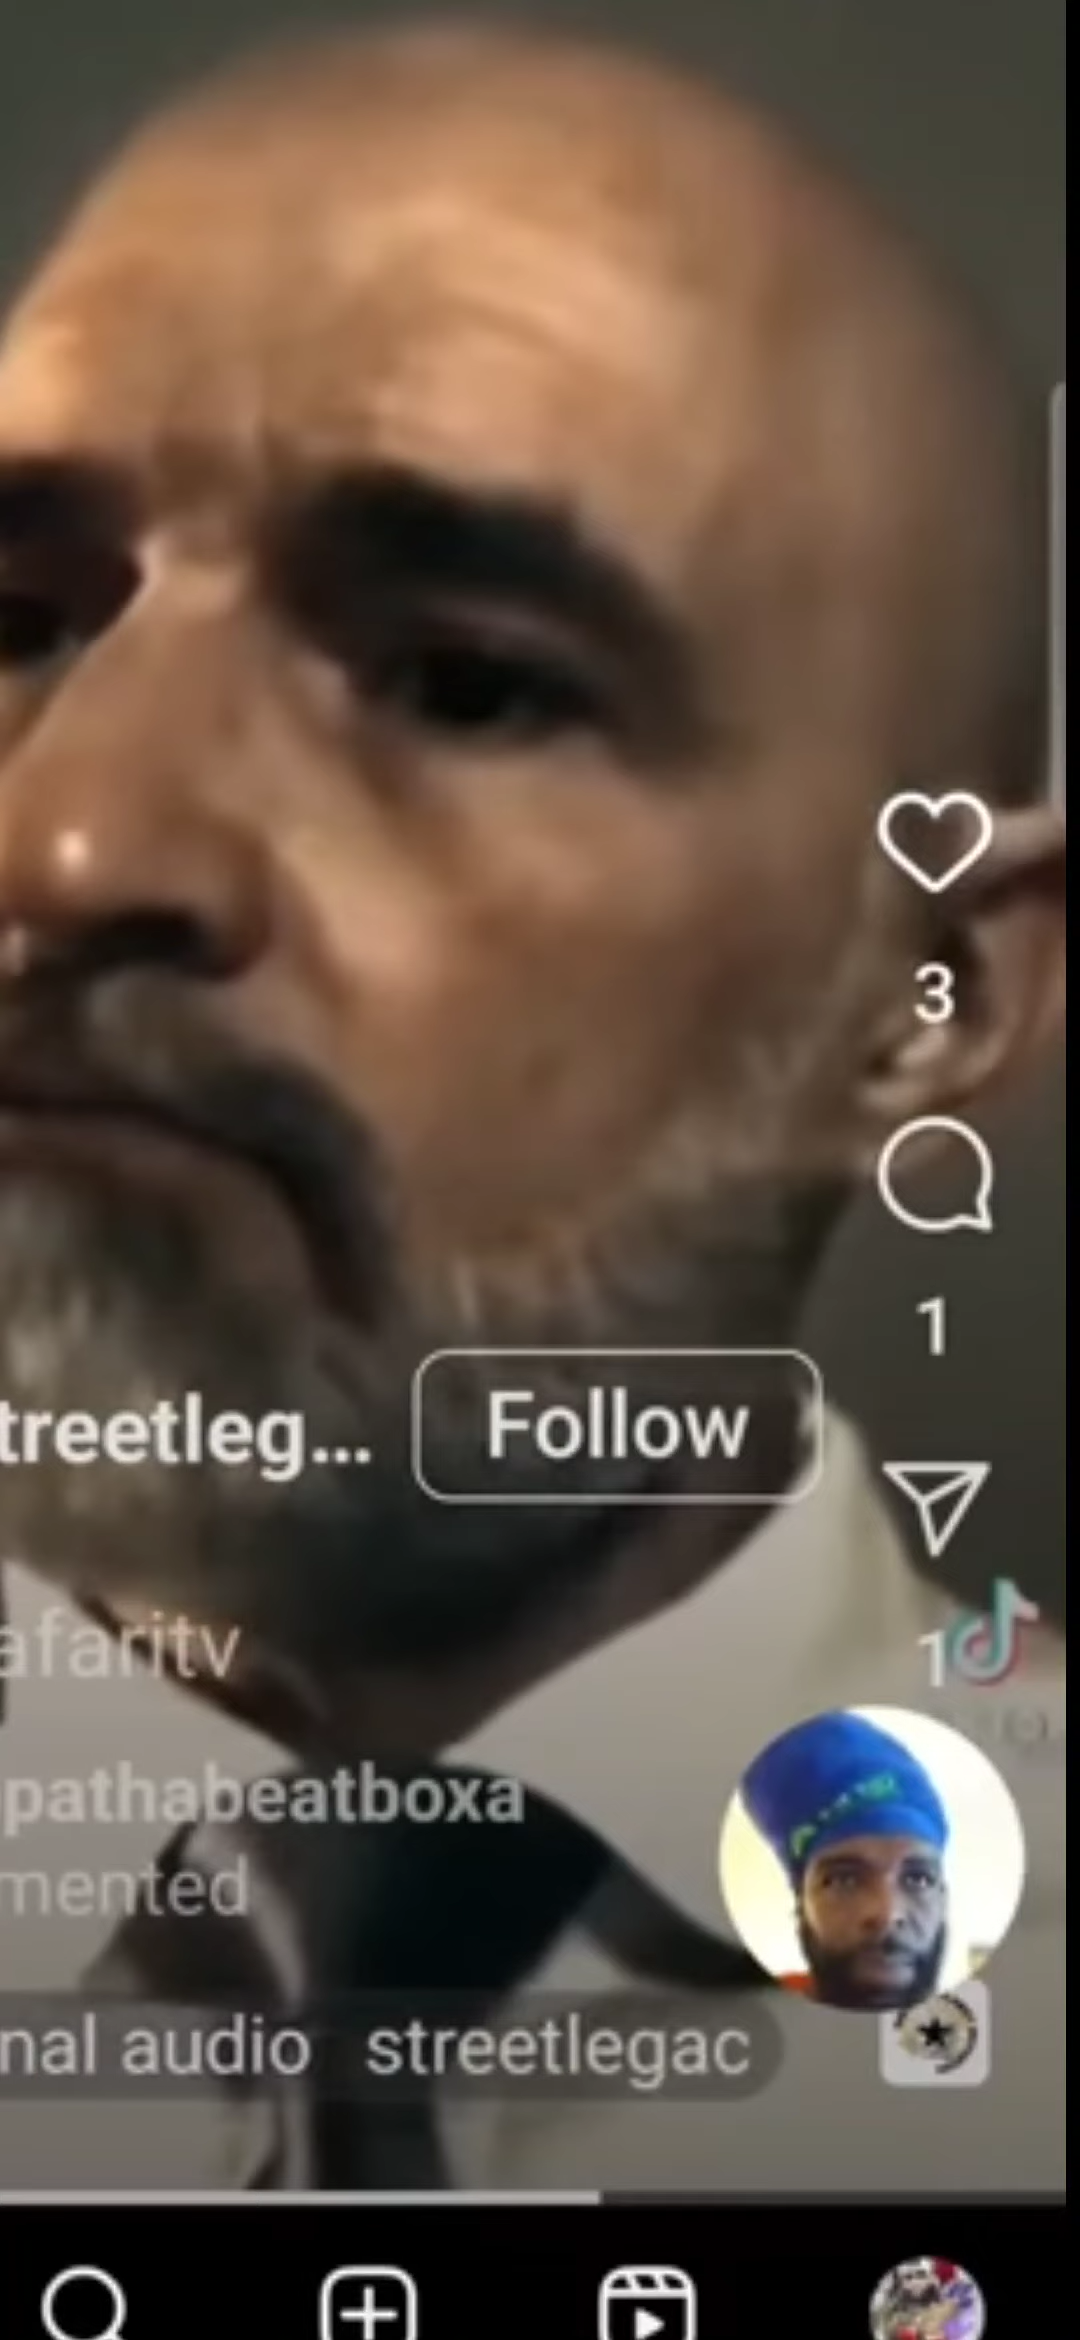 3
1
treetleg...
Follow
1
afaritv
pathabeatboxa
mented
nal audio streetlegac